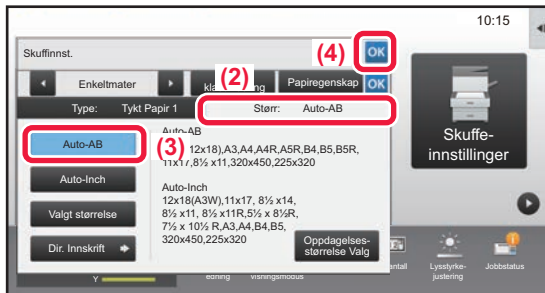 10:15
Skuffinnst.
(4)
OK
Enkeltmater
(2)
Papiregenskap
OK
Type: Tykt Papir 1
Størr: Auto-AB
Auto-AB
(3)
Auto-AB
12x18),A3,A4,A4R,A5R,B4,B5,B5R,
11x17,8½ x11,320x450,225x320
Auto-Inch
Auto-Inch
12x18(A3W),11x17, 8½ x14,
8½ x11, 8½ x11R,5½ x 8½R,
7½ x 10½ R,A3,A4,B4,B5,
320x450,225x320
Valgt størrelse
Dir. Innskrift
Oppdagelses-
størrelse Valg
Skuffe-
innstillinger
Y
edning
visningsmodus
antall
Lysstyrke-
justering
Jobbstatus